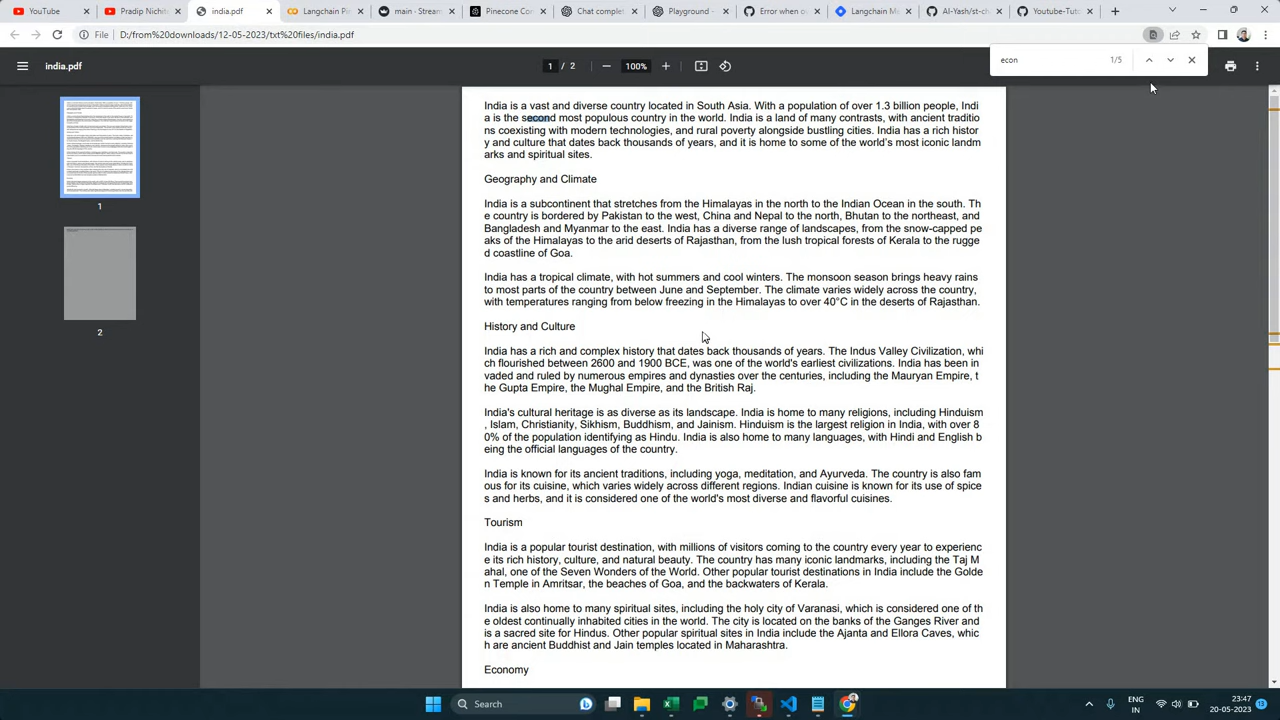 YouTube
Pradip Nichit
india.pdf
Langchain Pi
main - Stream
Pinecone Con
Chat complet
Playground -
Error when c
Langchain M
AI-Yash/st-ch
Youtube-Tut
File
D:/from%20downloads/12-05-2023/txt%20files/india.pdf
econ
1/5
india.pdf
1 / 2
100%
India is a vast and diverse country located in South Asia. With a population of over 1.3 billion people, Indi
a is the second most populous country in the world. India is a land of many contrasts, with ancient traditio
ns coexisting with modern technologies, and rural poverty alongside bustling cities. India has a rich histor
y and culture that dates back thousands of years, and it is home to some of the world's most iconic landm
arks and spiritual sites.
Geography and Climate
India is a subcontinent that stretches from the Himalayas in the north to the Indian Ocean in the south. Th
e country is bordered by Pakistan to the west, China and Nepal to the north, Bhutan to the northeast, and
Bangladesh and Myanmar to the east. India has a diverse range of landscapes, from the snow-capped pe
aks of the Himalayas to the arid deserts of Rajasthan, from the lush tropical forests of Kerala to the rugge
d coastline of Goa.
India has a tropical climate, with hot summers and cool winters. The monsoon season brings heavy rains
to most parts of the country between June and September. The climate varies widely across the country,
with temperatures ranging from below freezing in the Himalayas to over 40°C in the deserts of Rajasthan.
History and Culture
India has a rich and complex history that dates back thousands of years. The Indus Valley Civilization, whi
ch flourished between 2600 and 1900 BCE, was one of the world's earliest civilizations. India has been in
vaded and ruled by numerous empires and dynasties over the centuries, including the Mauryan Empire, t
he Gupta Empire, the Mughal Empire, and the British Raj.
India's cultural heritage is as diverse as its landscape. India is home to many religions, including Hinduism
, Islam, Christianity, Sikhism, Buddhism, and Jainism. Hinduism is the largest religion in India, with over 8
0% of the population identifying as Hindu. India is also home to many languages, with Hindi and English b
eing the official languages of the country.
India is known for its ancient traditions, including yoga, meditation, and Ayurveda. The country is also fam
ous for its cuisine, which varies widely across different regions. Indian cuisine is known for its use of spice
s and herbs, and it is considered one of the world's most diverse and flavorful cuisines.
Tourism
India is a popular tourist destination, with millions of visitors coming to the country every year to experienc
e its rich history, culture, and natural beauty. The country has many iconic landmarks, including the Taj M
ahal, one of the Seven Wonders of the World. Other popular tourist destinations in India include the Golde
n Temple in Amritsar, the beaches of Goa, and the backwaters of Kerala.
India is also home to many spiritual sites, including the holy city of Varanasi, which is considered one of th
e oldest continually inhabited cities in the world. The city is located on the banks of the Ganges River and
is a sacred site for Hindus. Other popular spiritual sites in India include the Ajanta and Ellora Caves, whic
h are ancient Buddhist and Jain temples located in Maharashtra.
Economy
1
2
Search
ENG
IN
23:47
20-05-2023